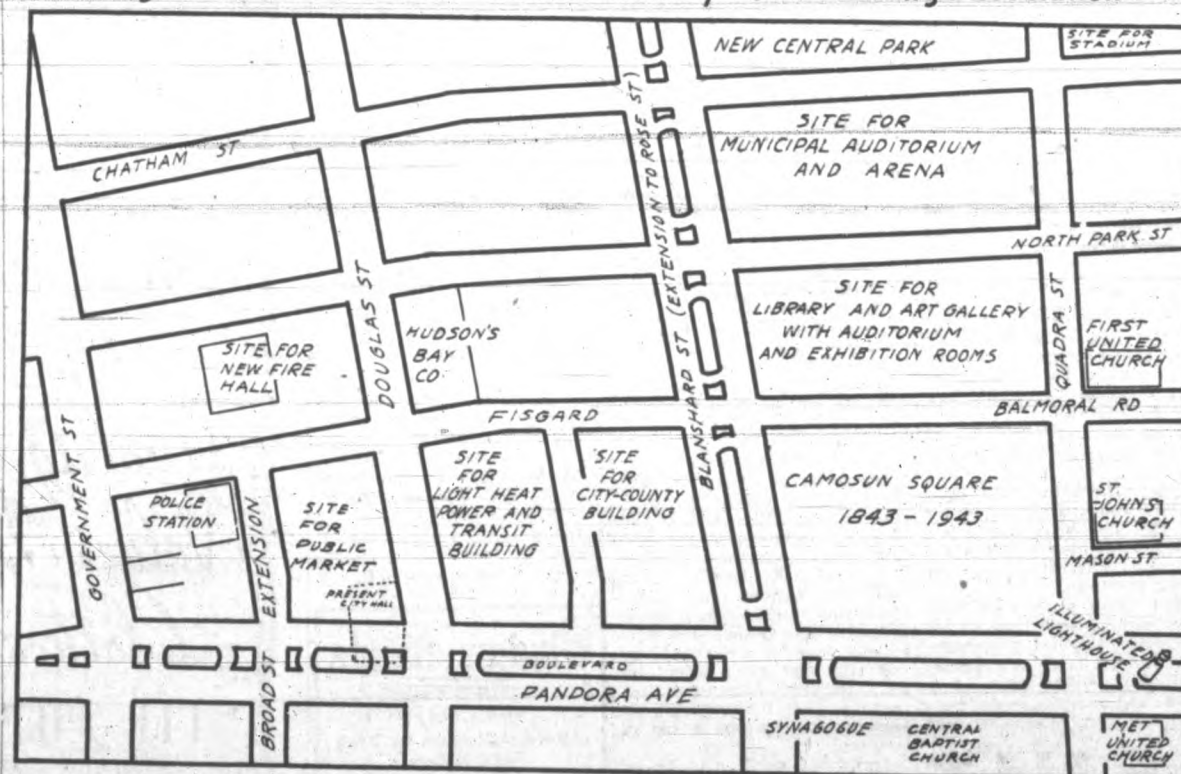 NEW CENTRAL PARK
SITE FOR
STADIUM
SITE FOR
MUNICIPAL AUDITORIUM
AND ARENA
CHATHAM ST
NORTH PARK ST
BLANSHARD ST (EXTENSION TO ROSE ST)
DOUGLAS ST
QUADRA ST
SITE FOR
LIBRARY AND ART GALLERY
WITH AUDITORIUM
AND EXHIBITION ROOMS
HUDSON'S
BAY
CO.
SITE FOR
NEW FIRE
HALL
FIRST
UNITED
CHURCH
FISGARD
BALMORAL RD
GOVERNMENT ST
POLICE
STATION
BROAD ST EXTENSION
SITE
FOR
PUBLIC
MARKET
PRESENT
CITY HALL
SITE
FOR
LIGHT HEAT
POWER AND
TRANSIT
BUILDING
SITE
FOR
CITY-COUNTY
BUILDING
CAMOSUN SQUARE
1843 - 1943
ST.
JOHNS
CHURCH
MASON ST.
ILLUMINATED
LIGHTHOUSE
BOULEVARD
PANDORA AVE
SYNAGOGUE
CENTRAL
BAPTIST
CHURCH
MET
UNITED
CHURCH